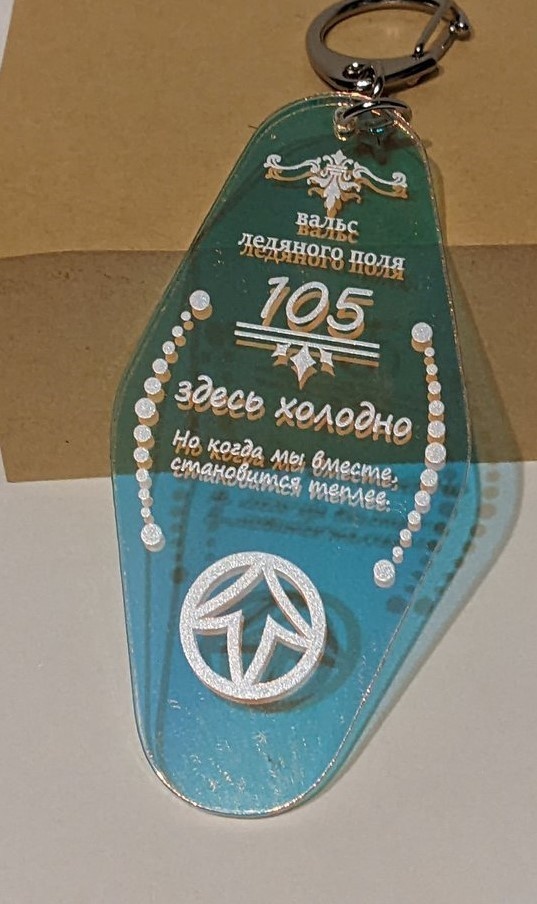 вальс
ледяного поля
105
здесь холодно
Но когда мы вместе,
становится теплее.